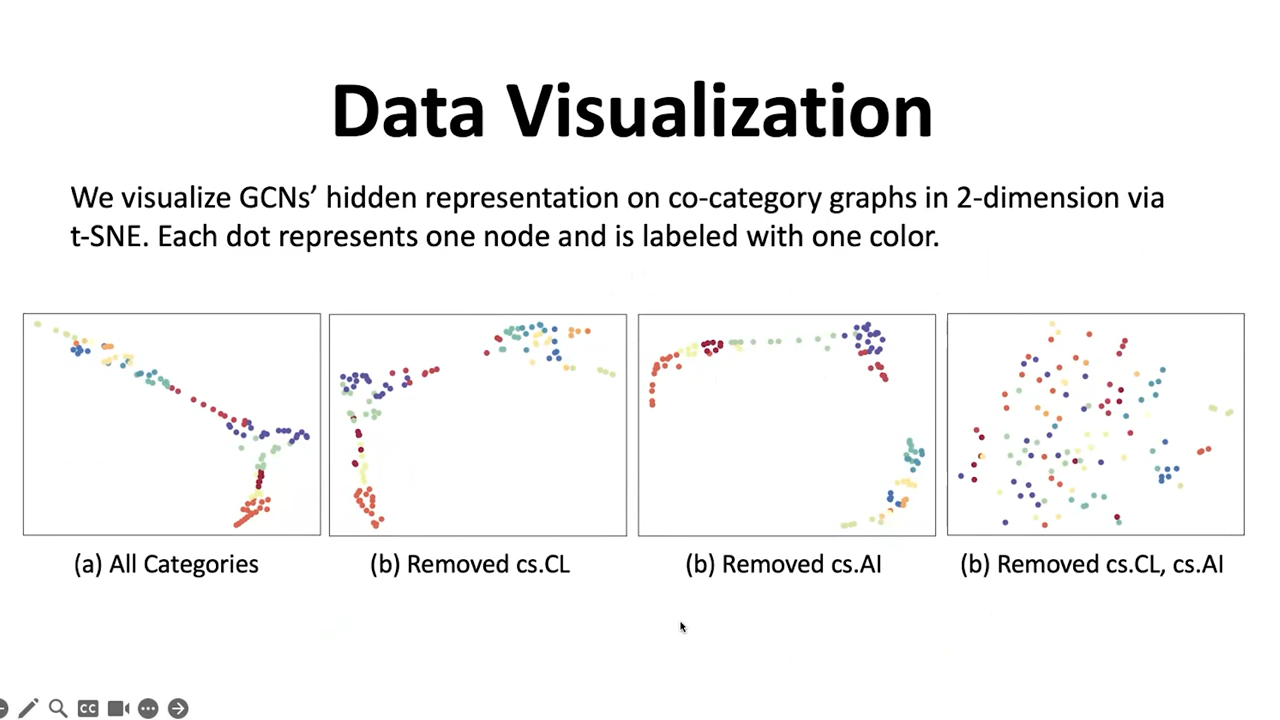 Data Visualization
We visualize GCNs’ hidden representation on co-category graphs in 2-dimension via
t-SNE. Each dot represents one node and is labeled with one color.
(a) All Categories
(b) Removed cs.CL
(b) Removed cs.AI
(b) Removed cs.CL, cs.AI
CC